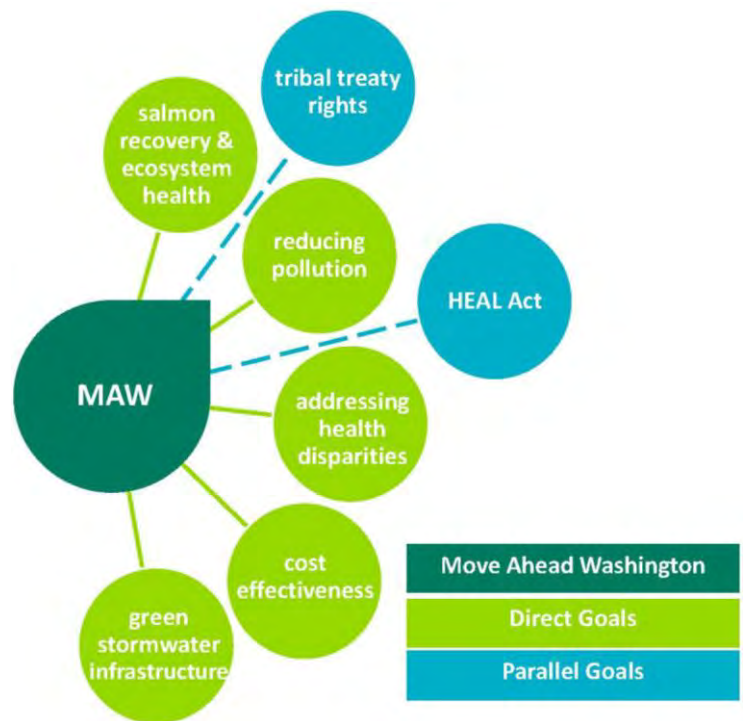 tribal treaty
rights
salmon
recovery &
ecosystem
health
reducing
pollution
HEAL Act
MAW
addressing
health
disparities
cost
effectiveness
green
stormwater
infrastructure
Move Ahead Washington
Direct Goals
Parallel Goals